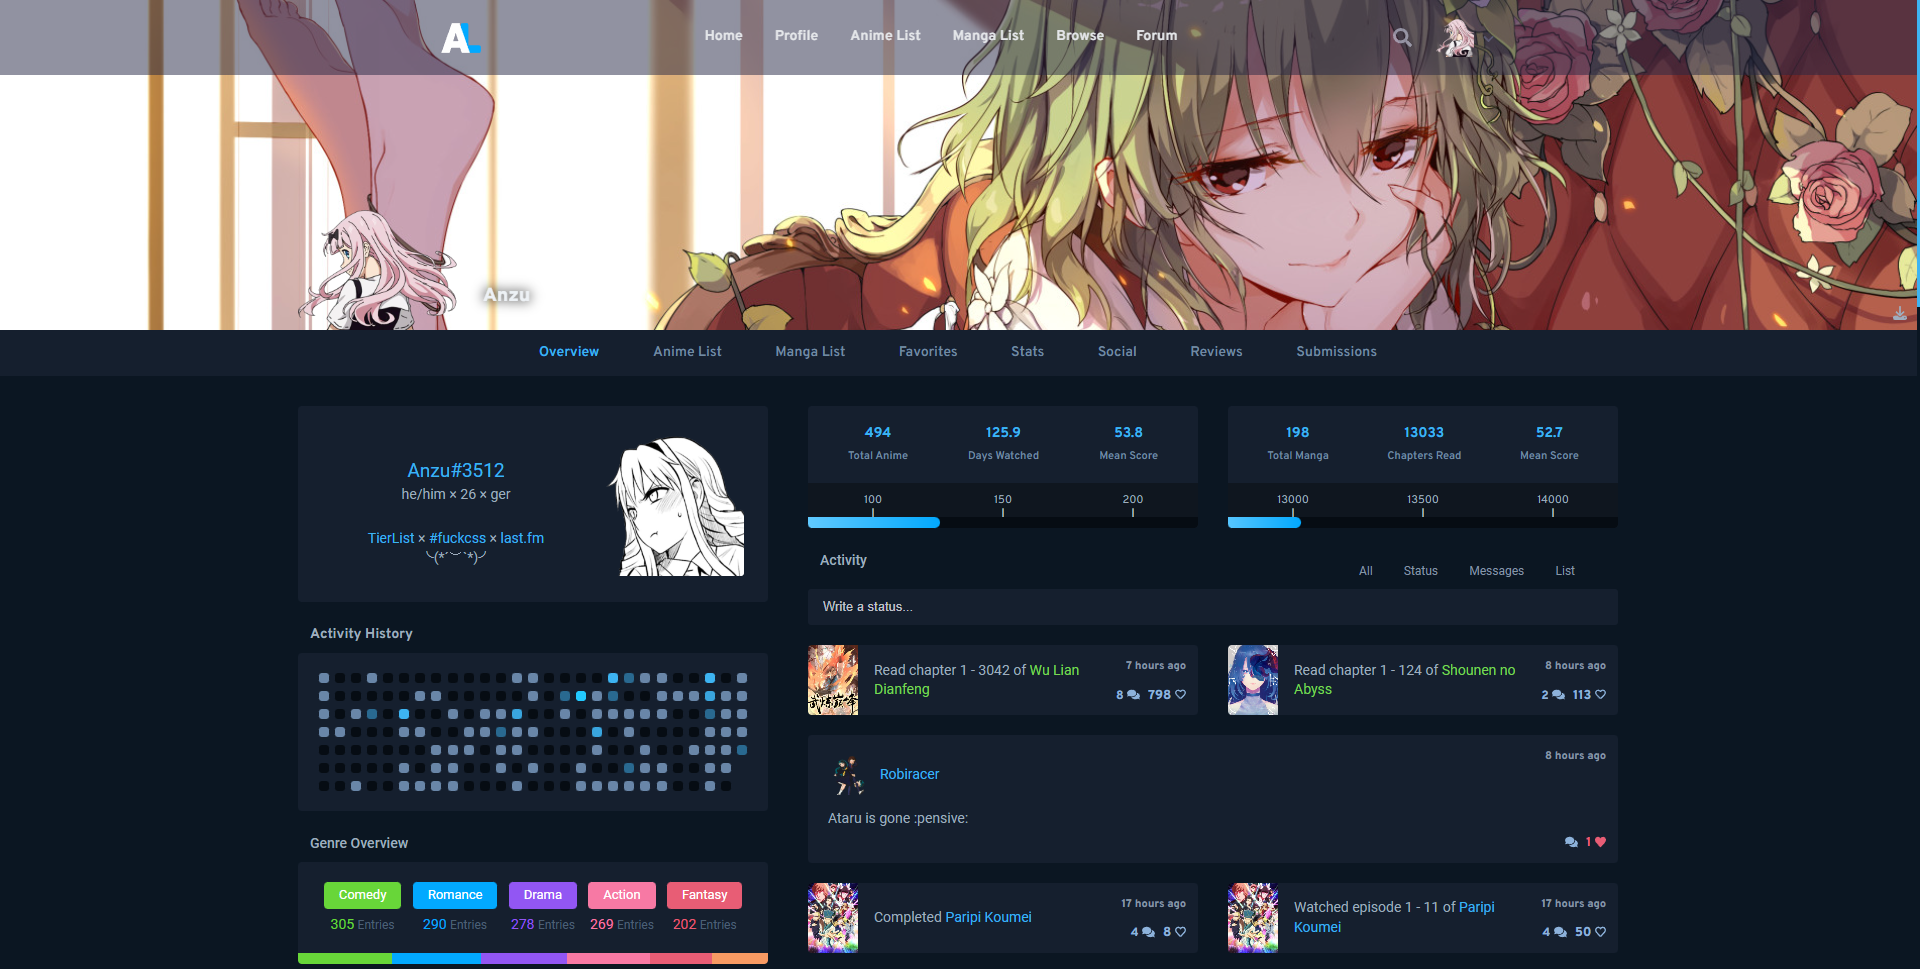 AL
Home Profile Anime List Manga List Browse Forum
Anzu
Overview Anime List Manga List Favorites Stats Social Reviews Submissions
Anzu#3512
he/him × 26 × ger
TierList × #fuckcss × last.fm
Activity History
Genre Overview
Comedy Romance Drama Action Fantasy
305 Entries 290 Entries 278 Entries 269 Entries 202 Entries
494 125.9 53.8
Total Anime Days Watched Mean Score
100 150 200
198 13033 52.7
Total Manga Chapters Read Mean Score
13000 13500 14000
Activity
All Status Messages List
Write a status...
Read chapter 1 - 3042 of Wu Lian
Dianfeng
7 hours ago
8 798
Read chapter 1 - 124 of Shounen no
Abyss
8 hours ago
2 113
8 hours ago
Robiracer
Ataru is gone :pensive:
1
Completed Paripi Koumei
17 hours ago
4 8
Watched episode 1 - 11 of Paripi
Koumei
17 hours ago
4 50